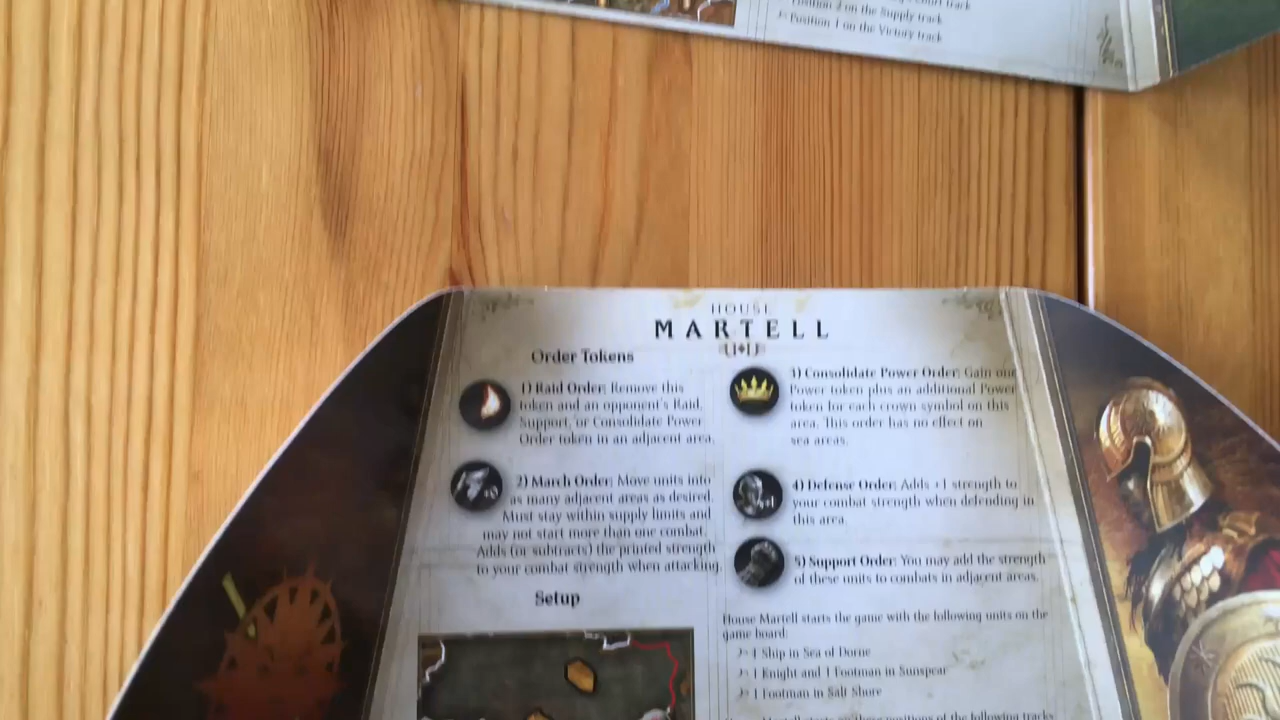 Position 2 on the Supply track
Position 1 on the Victory track
HOUSE
MARTELL
Order Tokens
1) Raid Order: Remove this
token and an opponent's Raid,
Support, or Consolidate Power
Order token in an adjacent area.
2) March Order: Move units into
as many adjacent areas as desired.
Must stay within supply limits and
may not start more than one combat.
Adds (or subtracts) the printed strength
to your combat strength when attacking.
Setup
3) Consolidate Power Order: Gain one
Power token plus an additional Power
token for each crown symbol on this
area. This order has no effect on
sea areas.
4) Defense Order: Adds +1 strength to
your combat strength when defending in
this area.
5) Support Order: You may add the strength
of these units to combats in adjacent areas.
House Martell starts the game with the following units on the
game board:
1 Ship in Sea of Dorne
1 Knight and 1 Footman in Sunspear
1 Footman in Salt Shore
positions of the following tracks